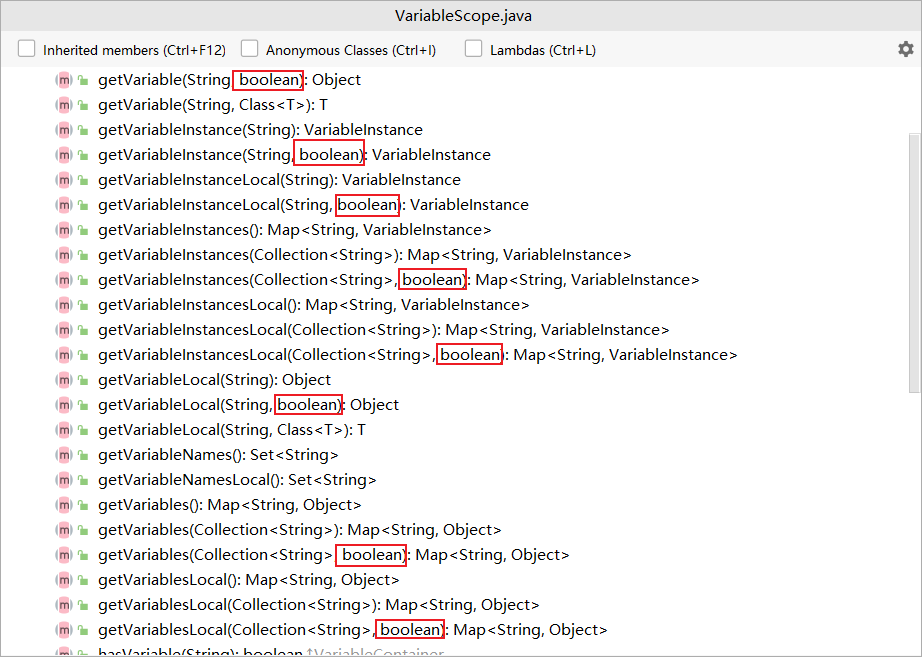 VariableScope.java
Inherited members (Ctrl+F12) Anonymous Classes (Ctrl+I) Lambdas (Ctrl+L)
m getVariable(String, boolean): Object
m getVariable(String, Class<T>): T
m getVariableInstance(String): VariableInstance
m getVariableInstance(String, boolean): VariableInstance
m getVariableInstanceLocal(String): VariableInstance
m getVariableInstanceLocal(String, boolean): VariableInstance
m getVariableInstances(): Map<String, VariableInstance>
m getVariableInstances(Collection<String>): Map<String, VariableInstance>
m getVariableInstances(Collection<String>, boolean): Map<String, VariableInstance>
m getVariableInstancesLocal(): Map<String, VariableInstance>
m getVariableInstancesLocal(Collection<String>): Map<String, VariableInstance>
m getVariableInstancesLocal(Collection<String>, boolean): Map<String, VariableInstance>
m getVariableLocal(String): Object
m getVariableLocal(String, boolean): Object
m getVariableLocal(String, Class<T>): T
m getVariableNames(): Set<String>
m getVariableNamesLocal(): Set<String>
m getVariables(): Map<String, Object>
m getVariables(Collection<String>): Map<String, Object>
m getVariables(Collection<String>, boolean): Map<String, Object>
m getVariablesLocal(): Map<String, Object>
m getVariablesLocal(Collection<String>): Map<String, Object>
m getVariablesLocal(Collection<String>, boolean): Map<String, Object>
m hasVariable(String): boolean ↑VariableContainer